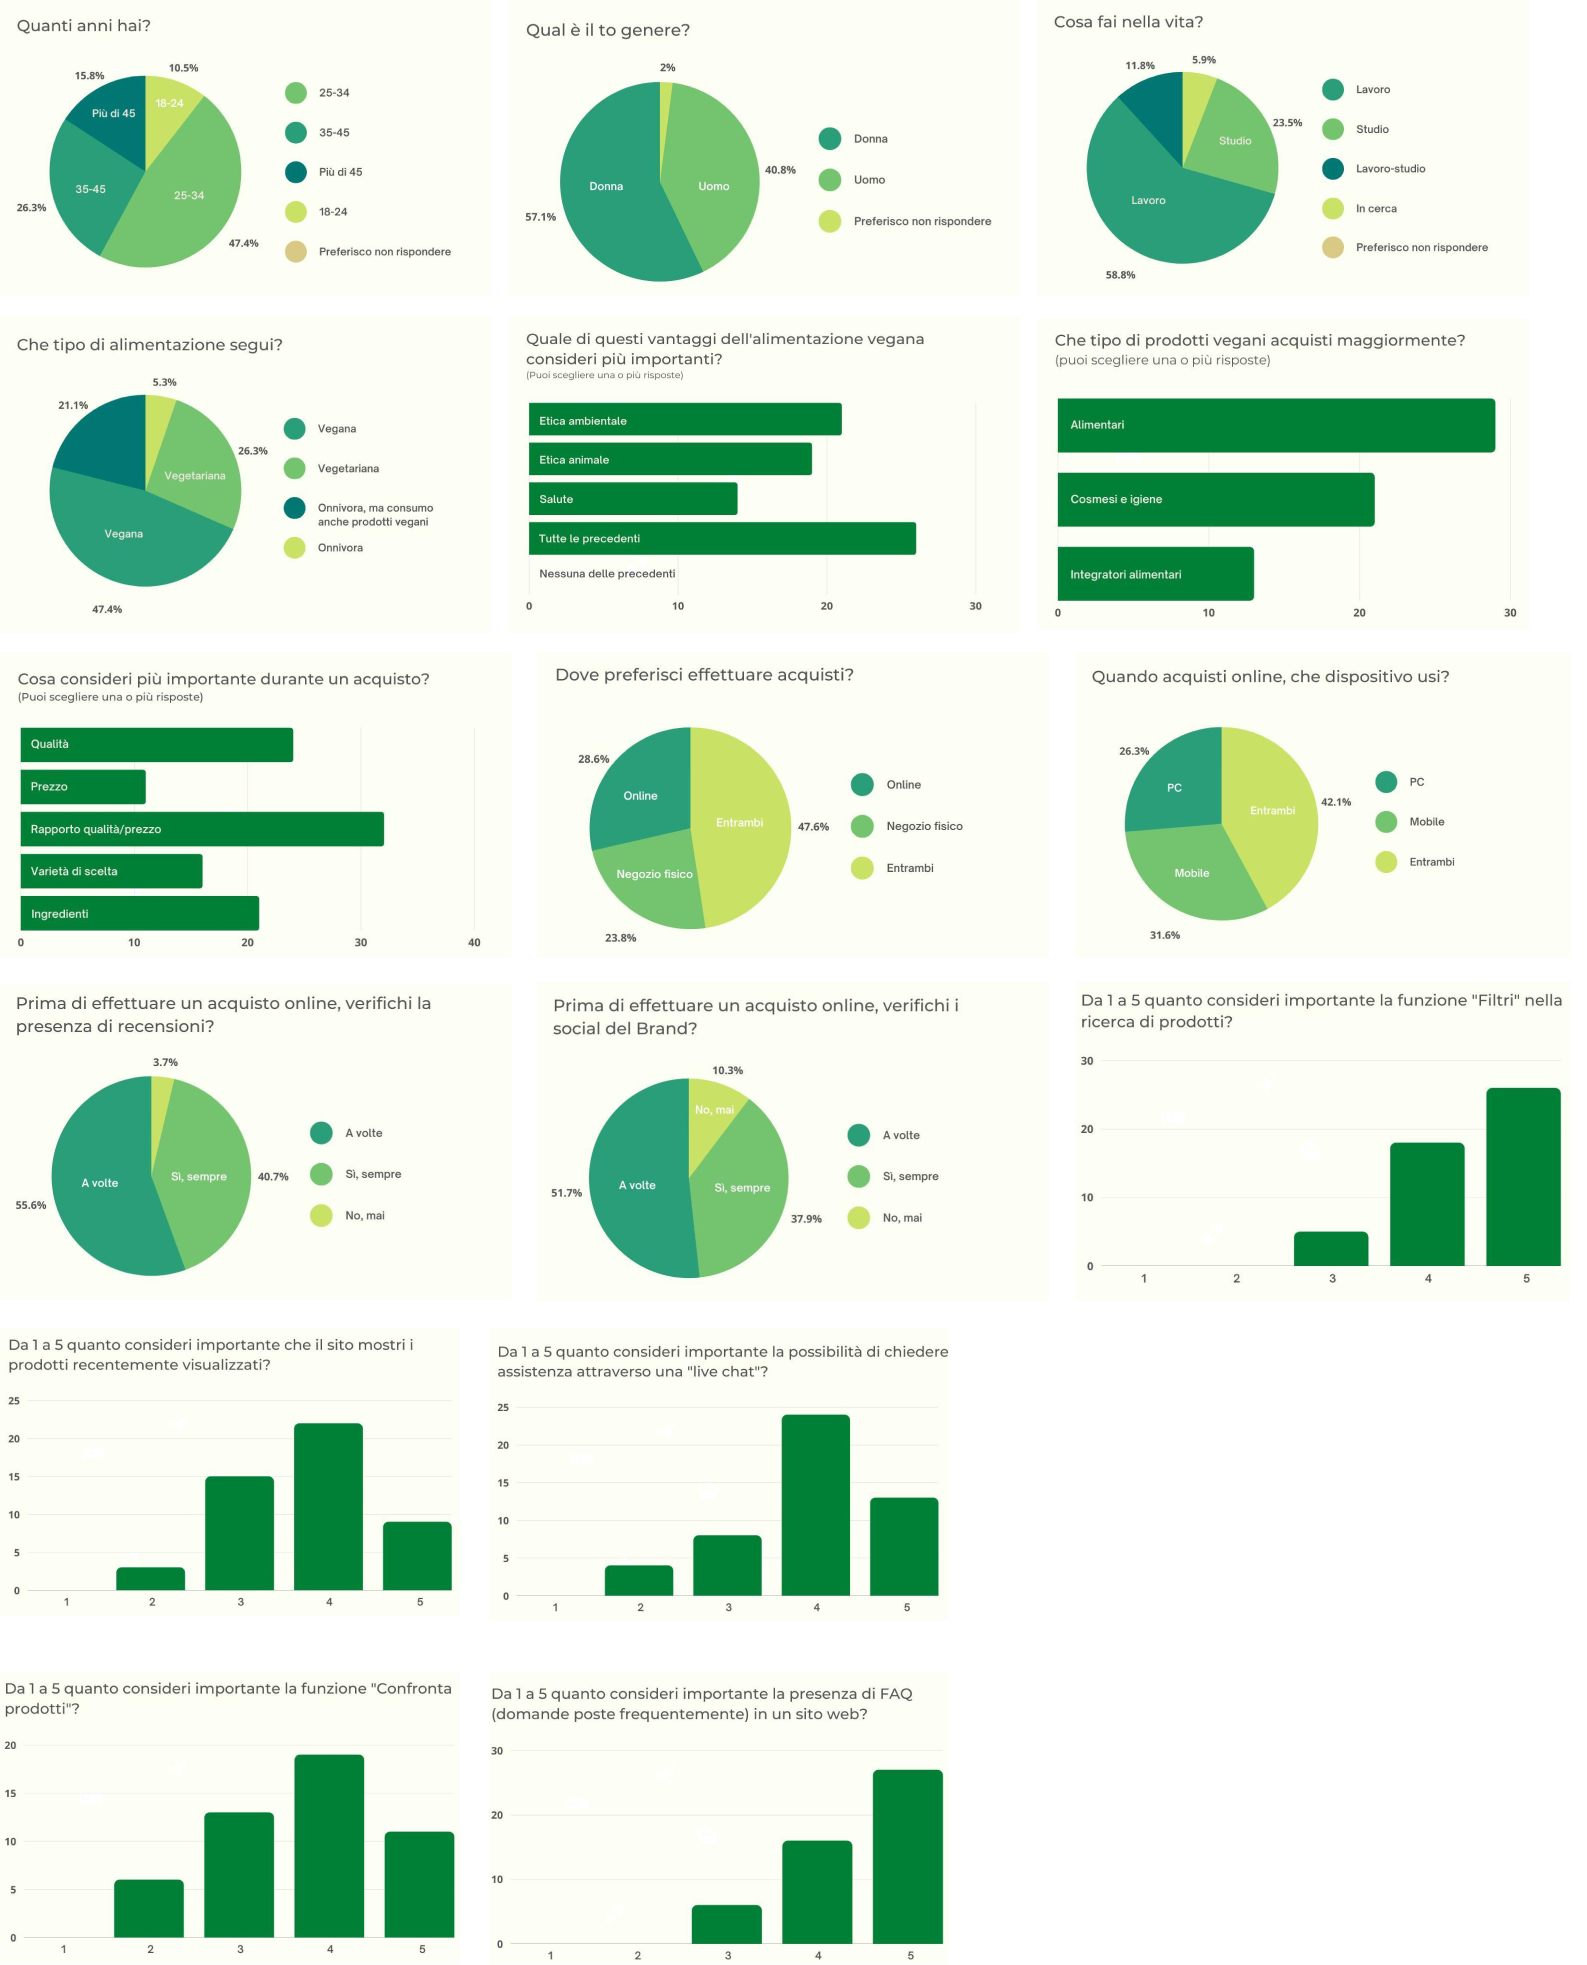 Quanti anni hai?
15.8%
10.5%
Più di 45
18-24
35-45
25-34
26.3%
47.4%
25-34
35-45
Più di 45
18-24
Preferisco non rispondere
Qual è il to genere?
2%
Donna
Uomo
40.8%
57.1%
Donna
Uomo
Preferisco non rispondere
Cosa fai nella vita?
11.8%
5.9%
23.5%
Studio
Lavoro
58.8%
Lavoro
Studio
Lavoro-studio
In cerca
Preferisco non rispondere
Che tipo di alimentazione segui?
5.3%
21.1%
26.3%
Vegetariana
Vegana
47.4%
Vegana
Vegetariana
Onnivora, ma consumo
anche prodotti vegani
Onnivora
Quale di questi vantaggi dell'alimentazione vegana
consideri più importanti?
(Puoi scegliere una o più risposte)
Etica ambientale
Etica animale
Salute
Tutte le precedenti
Nessuna delle precedenti
0 10 20 30
Che tipo di prodotti vegani acquisti maggiormente?
(puoi scegliere una o più risposte)
Alimentari
Cosmesi e igiene
Integratori alimentari
0 10 20 30
Cosa consideri più importante durante un acquisto?
(Puoi scegliere una o più risposte)
Qualità
Prezzo
Rapporto qualità/prezzo
Varietà di scelta
Ingredienti
0 10 20 30 40
Dove preferisci effettuare acquisti?
28.6%
Online
Entrambi
47.6%
Negozio fisico
23.8%
Online
Negozio fisico
Entrambi
Quando acquisti online, che dispositivo usi?
26.3%
PC
Entrambi
42.1%
Mobile
31.6%
PC
Mobile
Entrambi
Prima di effettuare un acquisto online, verifichi la
presenza di recensioni?
3.7%
A volte
Sì, sempre
40.7%
55.6%
A volte
Sì, sempre
No, mai
Prima di effettuare un acquisto online, verifichi i
social del Brand?
10.3%
No, mai
A volte
Sì, sempre
51.7%
37.9%
A volte
Sì, sempre
No, mai
Da 1 a 5 quanto consideri importante la funzione "Filtri" nella
ricerca di prodotti?
30
20
10
0
1 2 3 4 5
Da 1 a 5 quanto consideri importante che il sito mostri i
prodotti recentemente visualizzati?
25
20
15
10
5
0
1 2 3 4 5
Da 1 a 5 quanto consideri importante la possibilità di chiedere
assistenza attraverso una "live chat"?
25
20
15
10
5
0
1 2 3 4 5
Da 1 a 5 quanto consideri importante la funzione "Confronta
prodotti"?
20
15
10
5
0
1 2 3 4 5
Da 1 a 5 quanto consideri importante la presenza di FAQ
(domande poste frequentemente) in un sito web?
30
20
10
0
1 2 3 4 5